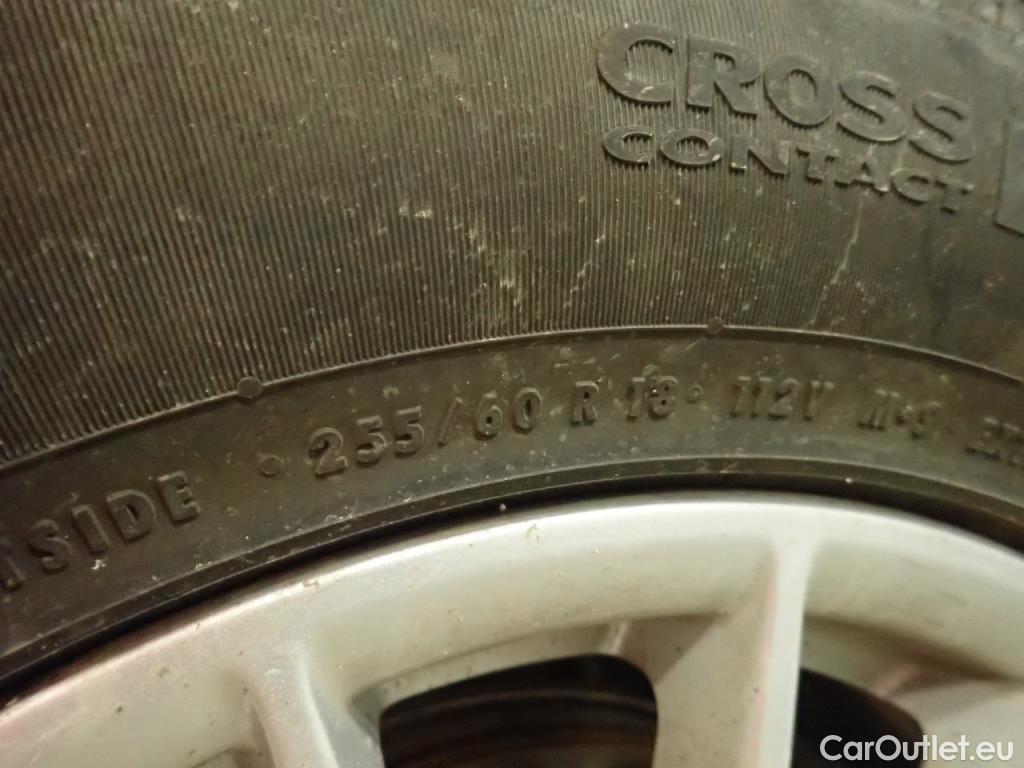 CROSS
CONTACT
SIDE • 255/60 R 18 • 112V M+S
CarOutlet.eu